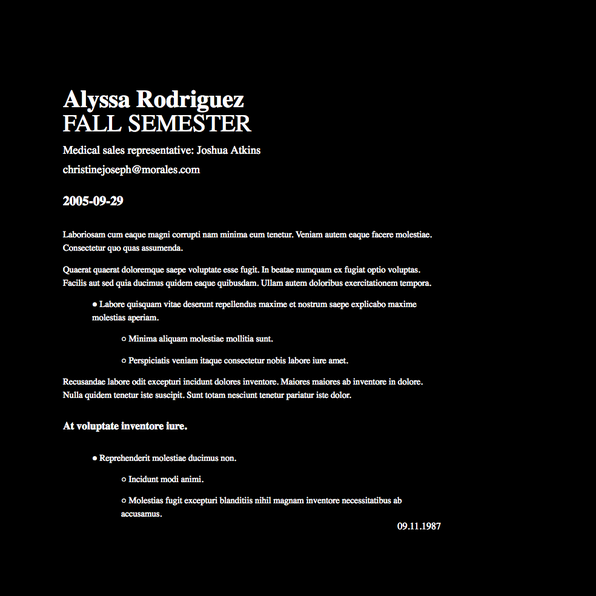 Alyssa Rodriguez
FALL SEMESTER
Medical sales representative: Joshua Atkins
christinejoseph@morales.com
2005-09-29
Laboriosam cum eaque magni corrupti nam minima eum tenetur. Veniam autem eaque facere molestiae.
Consectetur quo quas assumenda.
Quaerat quaerat doloremque saepe voluptate esse fugit. In beatae numquam ex fugiat optio voluptas.
Facilis aut sed quia ducimus quidem eaque quibusdam. Ullam autem doloribus exercitationem tempora.
● Labore quisquam vitae deserunt repellendus maxime et nostrum saepe explicabo maxime
molestias aperiam.
○ Minima aliquam molestiae mollitia sunt.
○ Perspiciatis veniam itaque consectetur nobis labore iure amet.
Recusandae labore odit excepturi incidunt dolores inventore. Maiores maiores ab inventore in dolore.
Nulla quidem tenetur iste suscipit. Sunt totam nesciunt tenetur pariatur iste dolor.
At voluptate inventore iure.
● Reprehenderit molestiae ducimus non.
○ Incidunt modi animi.
○ Molestias fugit excepturi blanditiis nihil magnam inventore necessitatibus ab
accusamus.
09.11.1987